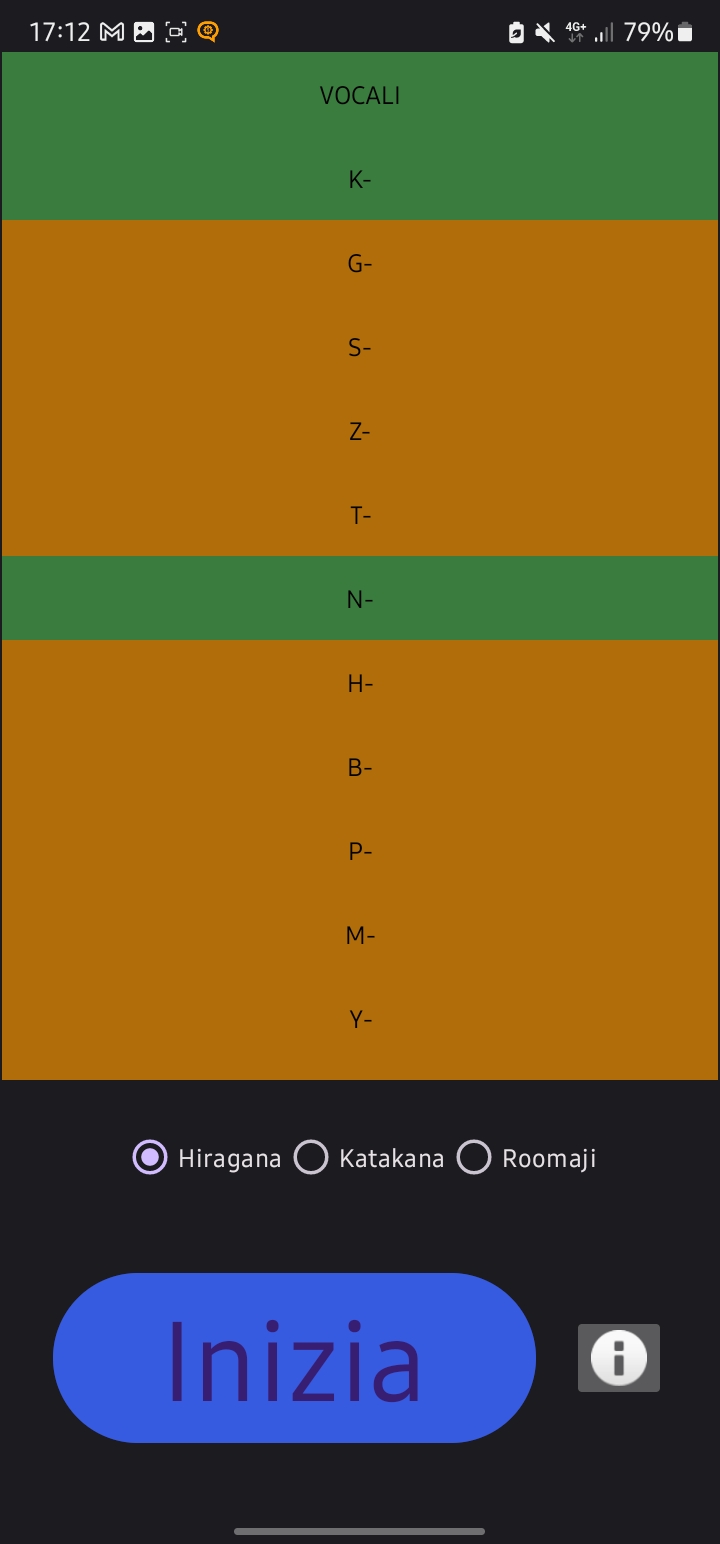 17:12 4G+ 79%
VOCALI
K-
G-
S-
Z-
T-
N-
H-
B-
P-
M-
Y-
Hiragana Katakana Roomaji
Inizia